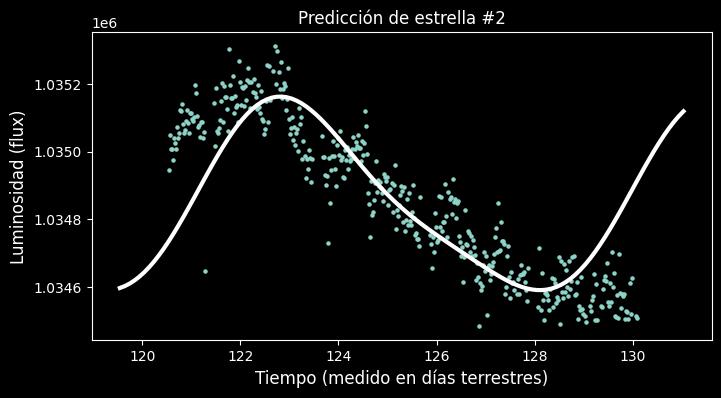 Predicción de estrella #2
1e6
Luminosidad (flux)
1.0352
1.0350
1.0348
1.0346
120 122 124 126 128 130
Tiempo (medido en días terrestres)